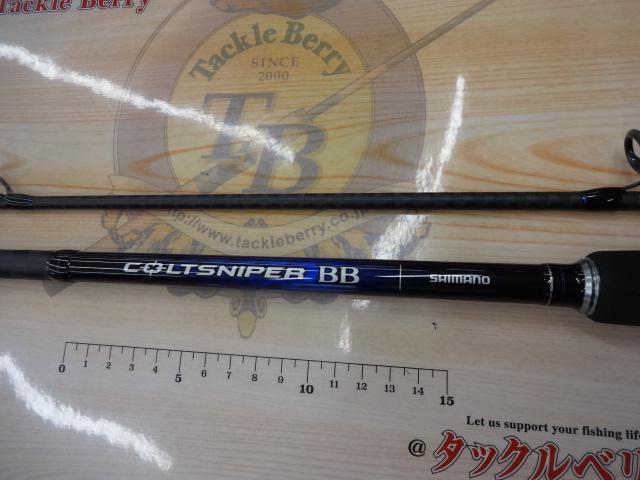 Tackle Berry
Tackle Berry
SINCE
2000
TB
http://www.tackleberry.co.jp
COLTSNIPER BB SHIMANO
0 1 2 3 4 5 6 7 8 9 10 11 12 13 14 15
Let us support your fishing life
@タックルベリ